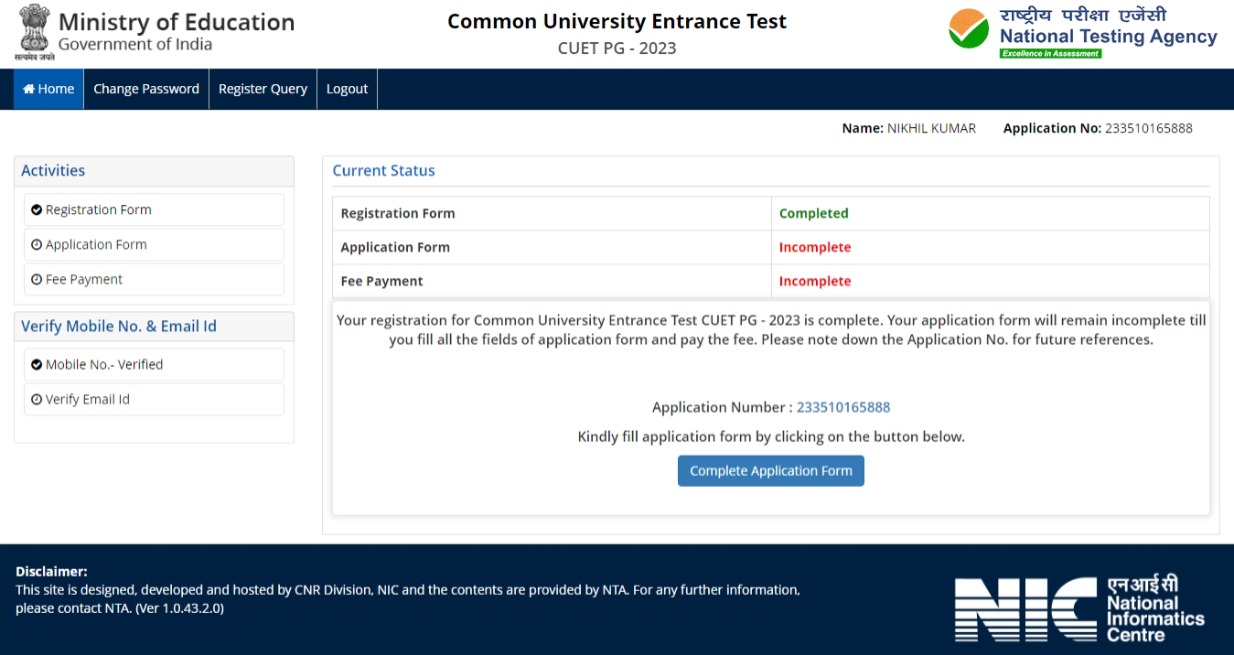 Ministry of Education
Government of India
सत्यमेव जयते
Common University Entrance Test
CUET PG - 2023
राष्ट्रीय परीक्षा एजेंसी
National Testing Agency
Excellence in Assessment
Home Change Password Register Query Logout
Name: NIKHIL KUMAR Application No: 233510165888
Activities
Registration Form
Application Form
Fee Payment
Verify Mobile No. & Email Id
Mobile No.- Verified
Verify Email Id
Current Status
Registration Form Completed
Application Form Incomplete
Fee Payment Incomplete
Your registration for Common University Entrance Test CUET PG - 2023 is complete. Your application form will remain incomplete till
you fill all the fields of application form and pay the fee. Please note down the Application No. for future references.
Application Number : 233510165888
Kindly fill application form by clicking on the button below.
Complete Application Form
Disclaimer:
This site is designed, developed and hosted by CNR Division, NIC and the contents are provided by NTA. For any further information,
please contact NTA. (Ver 1.0.43.2.0)
NIC
एनआईसी
National
Informatics
Centre